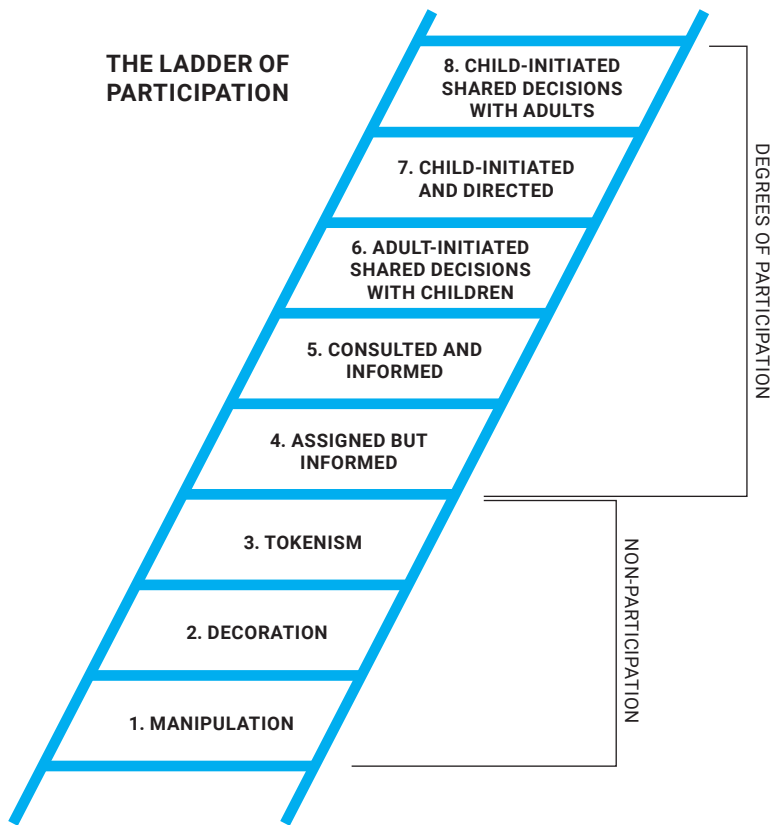 THE LADDER OF
PARTICIPATION
8. CHILD-INITIATED
SHARED DECISIONS
WITH ADULTS
7. CHILD-INITIATED
AND DIRECTED
6. ADULT-INITIATED
SHARED DECISIONS
WITH CHILDREN
5. CONSULTED AND
INFORMED
4. ASSIGNED BUT
INFORMED
3. TOKENISM
2. DECORATION
1. MANIPULATION
DEGREES OF PARTICIPATION
NON-PARTICIPATION